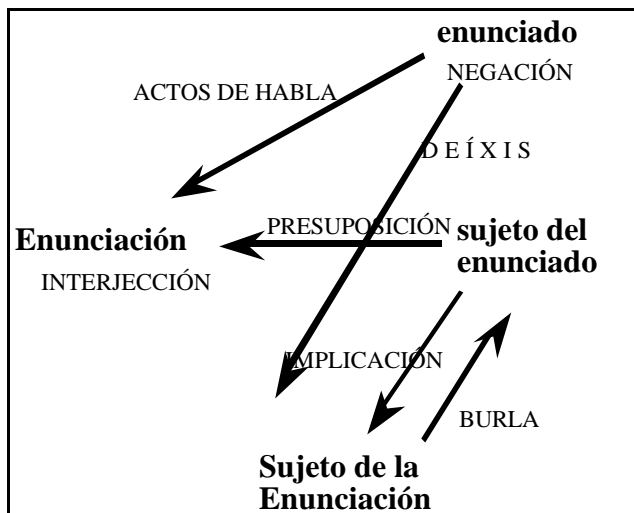 enunciado
NEGACIÓN
ACTOS DE HABLA
D E Í X I S
PRESUPOSICIÓN
Enunciación
sujeto del
enunciado
INTERJECCIÓN
IMPLICACIÓN
BURLA
Sujeto de la
Enunciación